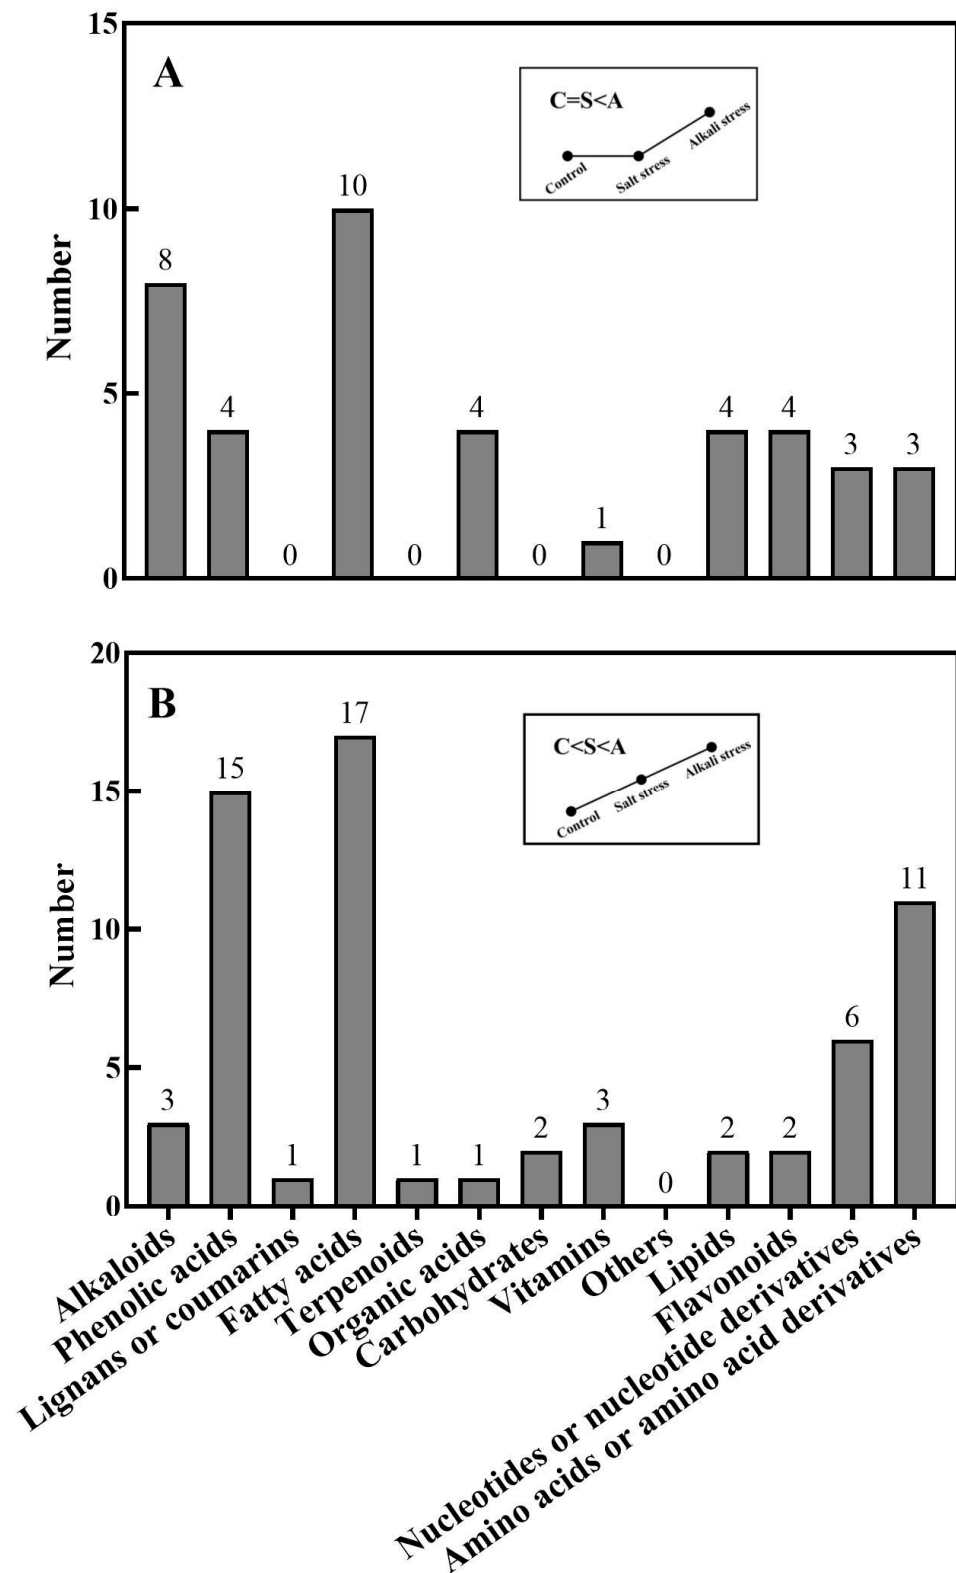 15
A
C=S<A
Control
Salt stress
Alkali stress
10
5
0
Number
8
4
0
10
0
4
0
1
0
4
4
3
3
20
B
C<S<A
Control
Salt stress
Alkali stress
15
10
5
0
Number
3
15
1
17
1
1
2
3
0
2
2
6
11
Alkaloids
Phenolic acids
Lignans or coumarins
Fatty acids
Terpenoids
Organic acids
Carbohydrates
Vitamins
Others
Lipids
Flavonoids
Nucleotides or nucleotide derivatives
Amino acids or amino acid derivatives